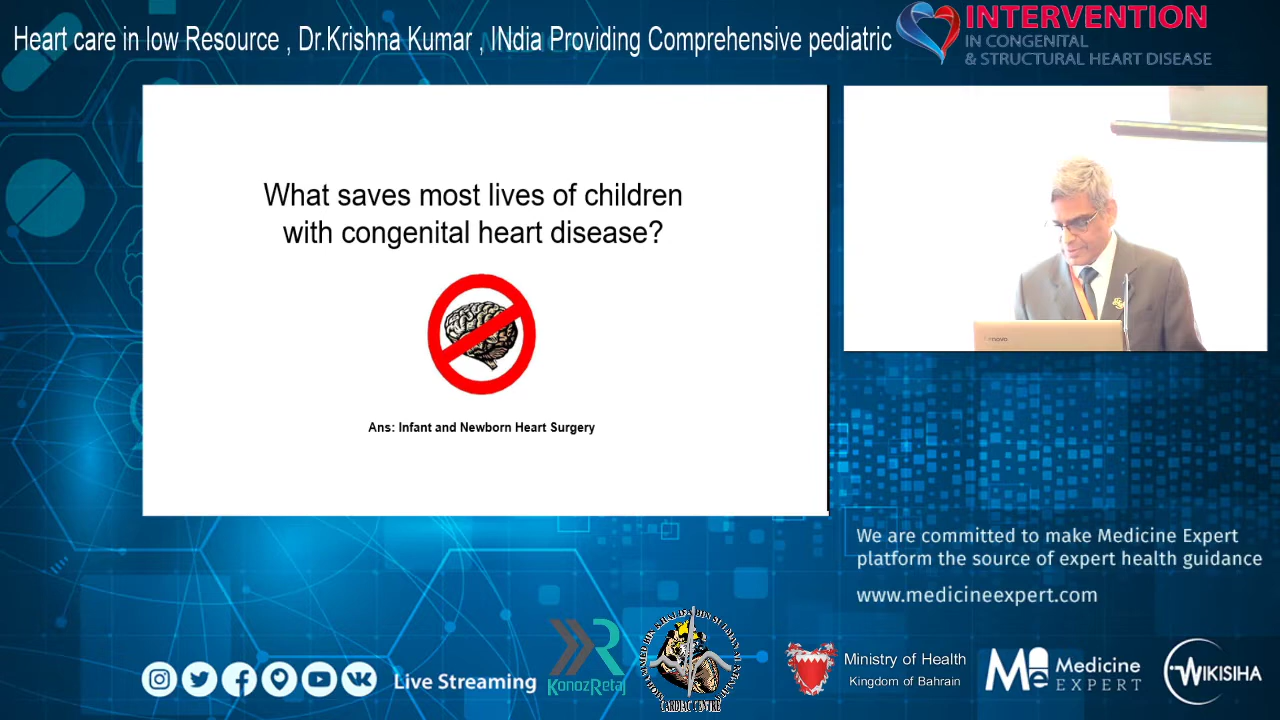 Heart care in low Resource , Dr.Krishna Kumar , INdia Providing Comprehensive pediatric
INTERVENTION
IN CONGENITAL
& STRUCTURAL HEART DISEASE
What saves most lives of children
with congenital heart disease?
Ans: Infant and Newborn Heart Surgery
lenovo
We are committed to make Medicine Expert
platform the source of expert health guidance
www.medicineexpert.com
Live Streaming
KonozRetaj
CARDIAC CENTRE
Ministry of Health
Kingdom of Bahrain
Me Medicine
EXPERT
WIKISIHA